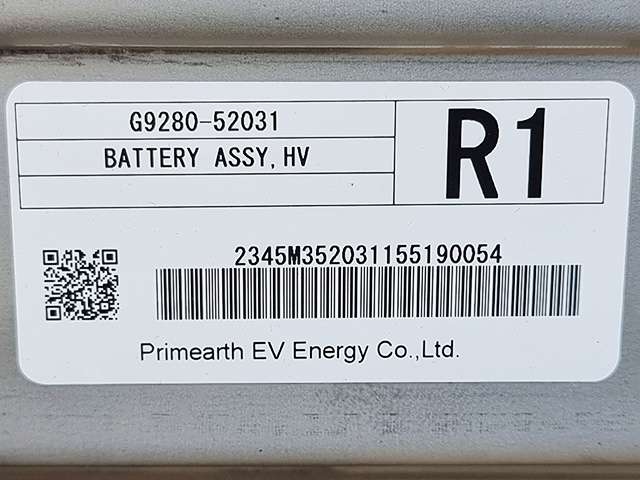 G9280-52031
BATTERY ASSY,HV
R1
2345M352031155190054
Primearth EV Energy Co.,Ltd.